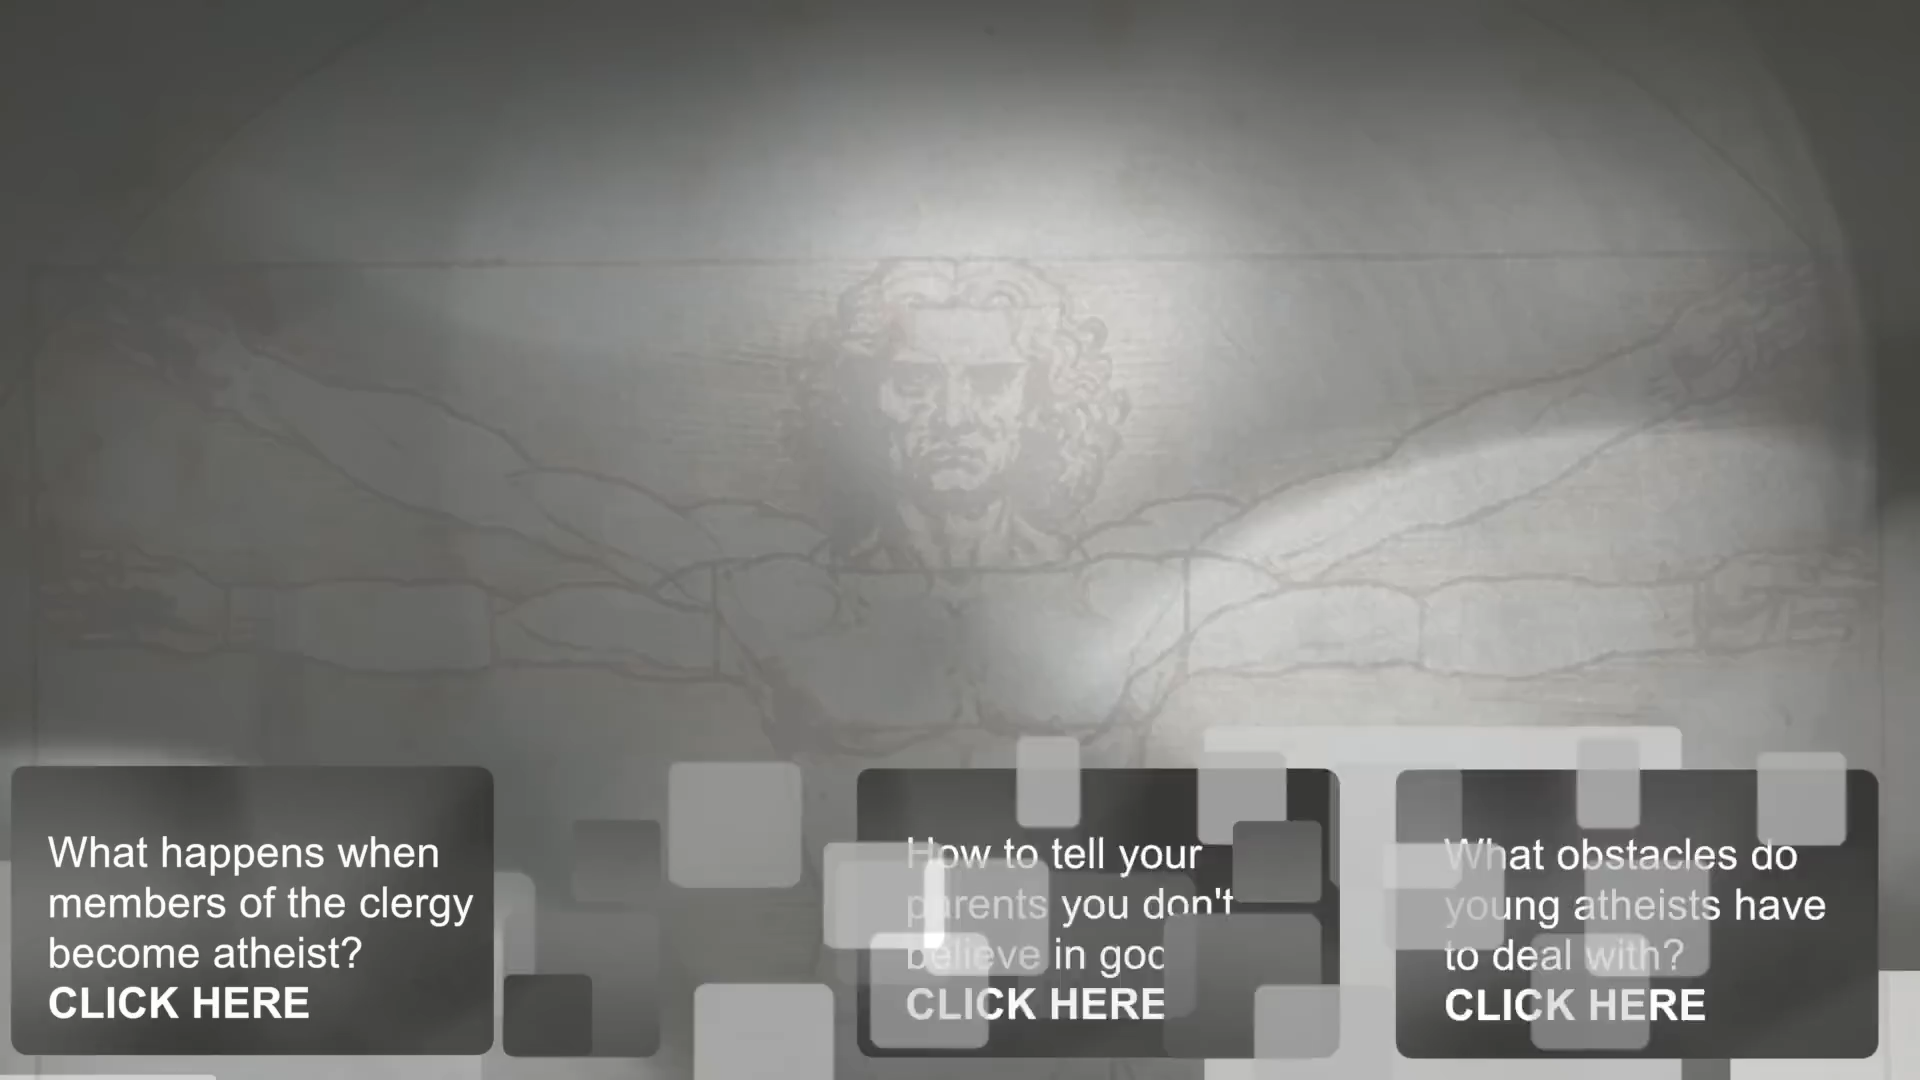 What happens when
members of the clergy
become atheist?
CLICK HERE
How to tell your
parents you don't
believe in god
CLICK HERE
What obstacles do
young atheists have
to deal with?
CLICK HERE